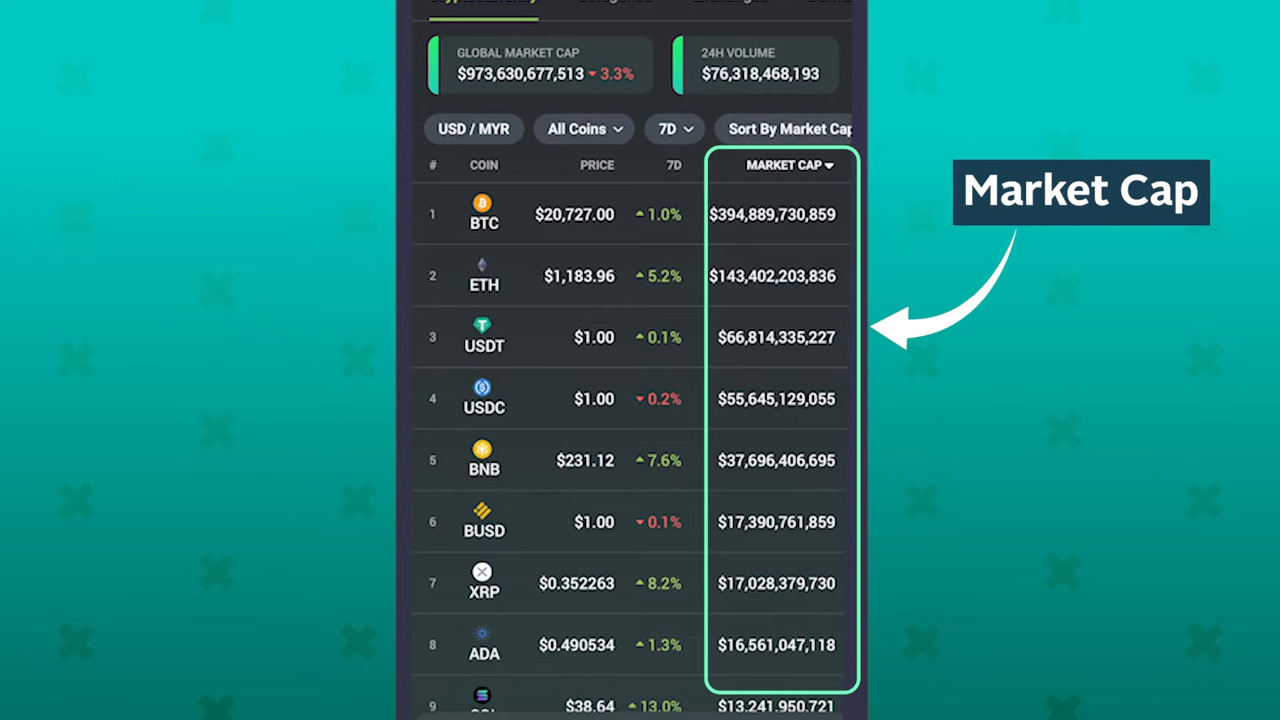 GLOBAL MARKET CAP
$973,630,677,513 3.3%
24H VOLUME
$76,318,468,193
USD / MYR All Coins 7D Sort By Market Cap
# COIN PRICE 7D MARKET CAP
1 BTC $20,727.00 1.0% $394,889,730,859
2 ETH $1,183.96 5.2% $143,402,203,836
3 USDT $1.00 0.1% $66,814,335,227
4 USDC $1.00 0.2% $55,645,129,055
5 BNB $231.12 7.6% $37,696,406,695
6 BUSD $1.00 0.1% $17,390,761,859
7 XRP $0.352263 8.2% $17,028,379,730
8 ADA $0.490534 1.3% $16,561,047,118
9 $38.64 13.0% $13,241,950,721
Market Cap